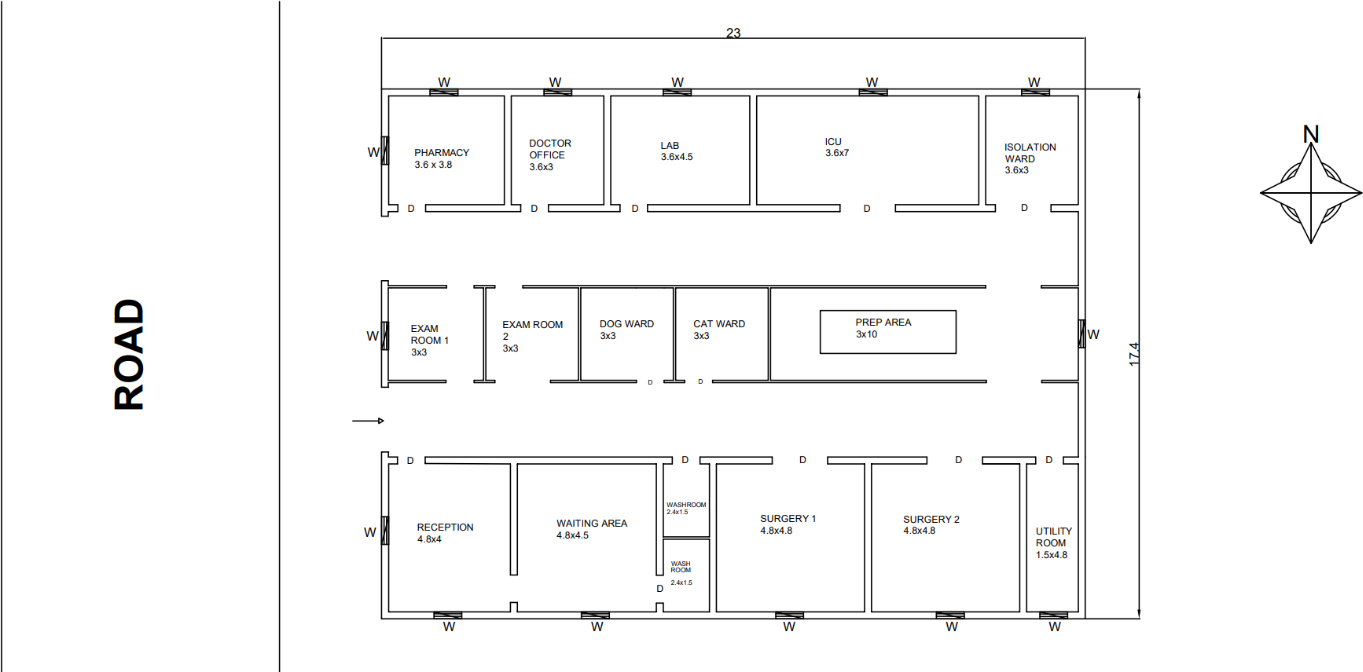 23
W
W
W
W
W
N
W
PHARMACY
3.6 x 3.8
DOCTOR
OFFICE
3.6x3
LAB
3.6x4.5
ICU
3.6x7
ISOLATION
WARD
3.6x3
D
D
D
D
D
ROAD
W
EXAM
ROOM 1
3x3
EXAM ROOM
2
3x3
DOG WARD
3x3
CAT WARD
3x3
PREP AREA
3x10
W
17.4
D
D
D
D
D
D
D
W
RECEPTION
4.8x4
WAITING AREA
4.8x4.5
WASHROOM
2.4x1.5
WASH
ROOM
2.4x1.5
D
SURGERY 1
4.8x4.8
SURGERY 2
4.8x4.8
UTILITY
ROOM
1.5x4.8
W
W
W
W
W